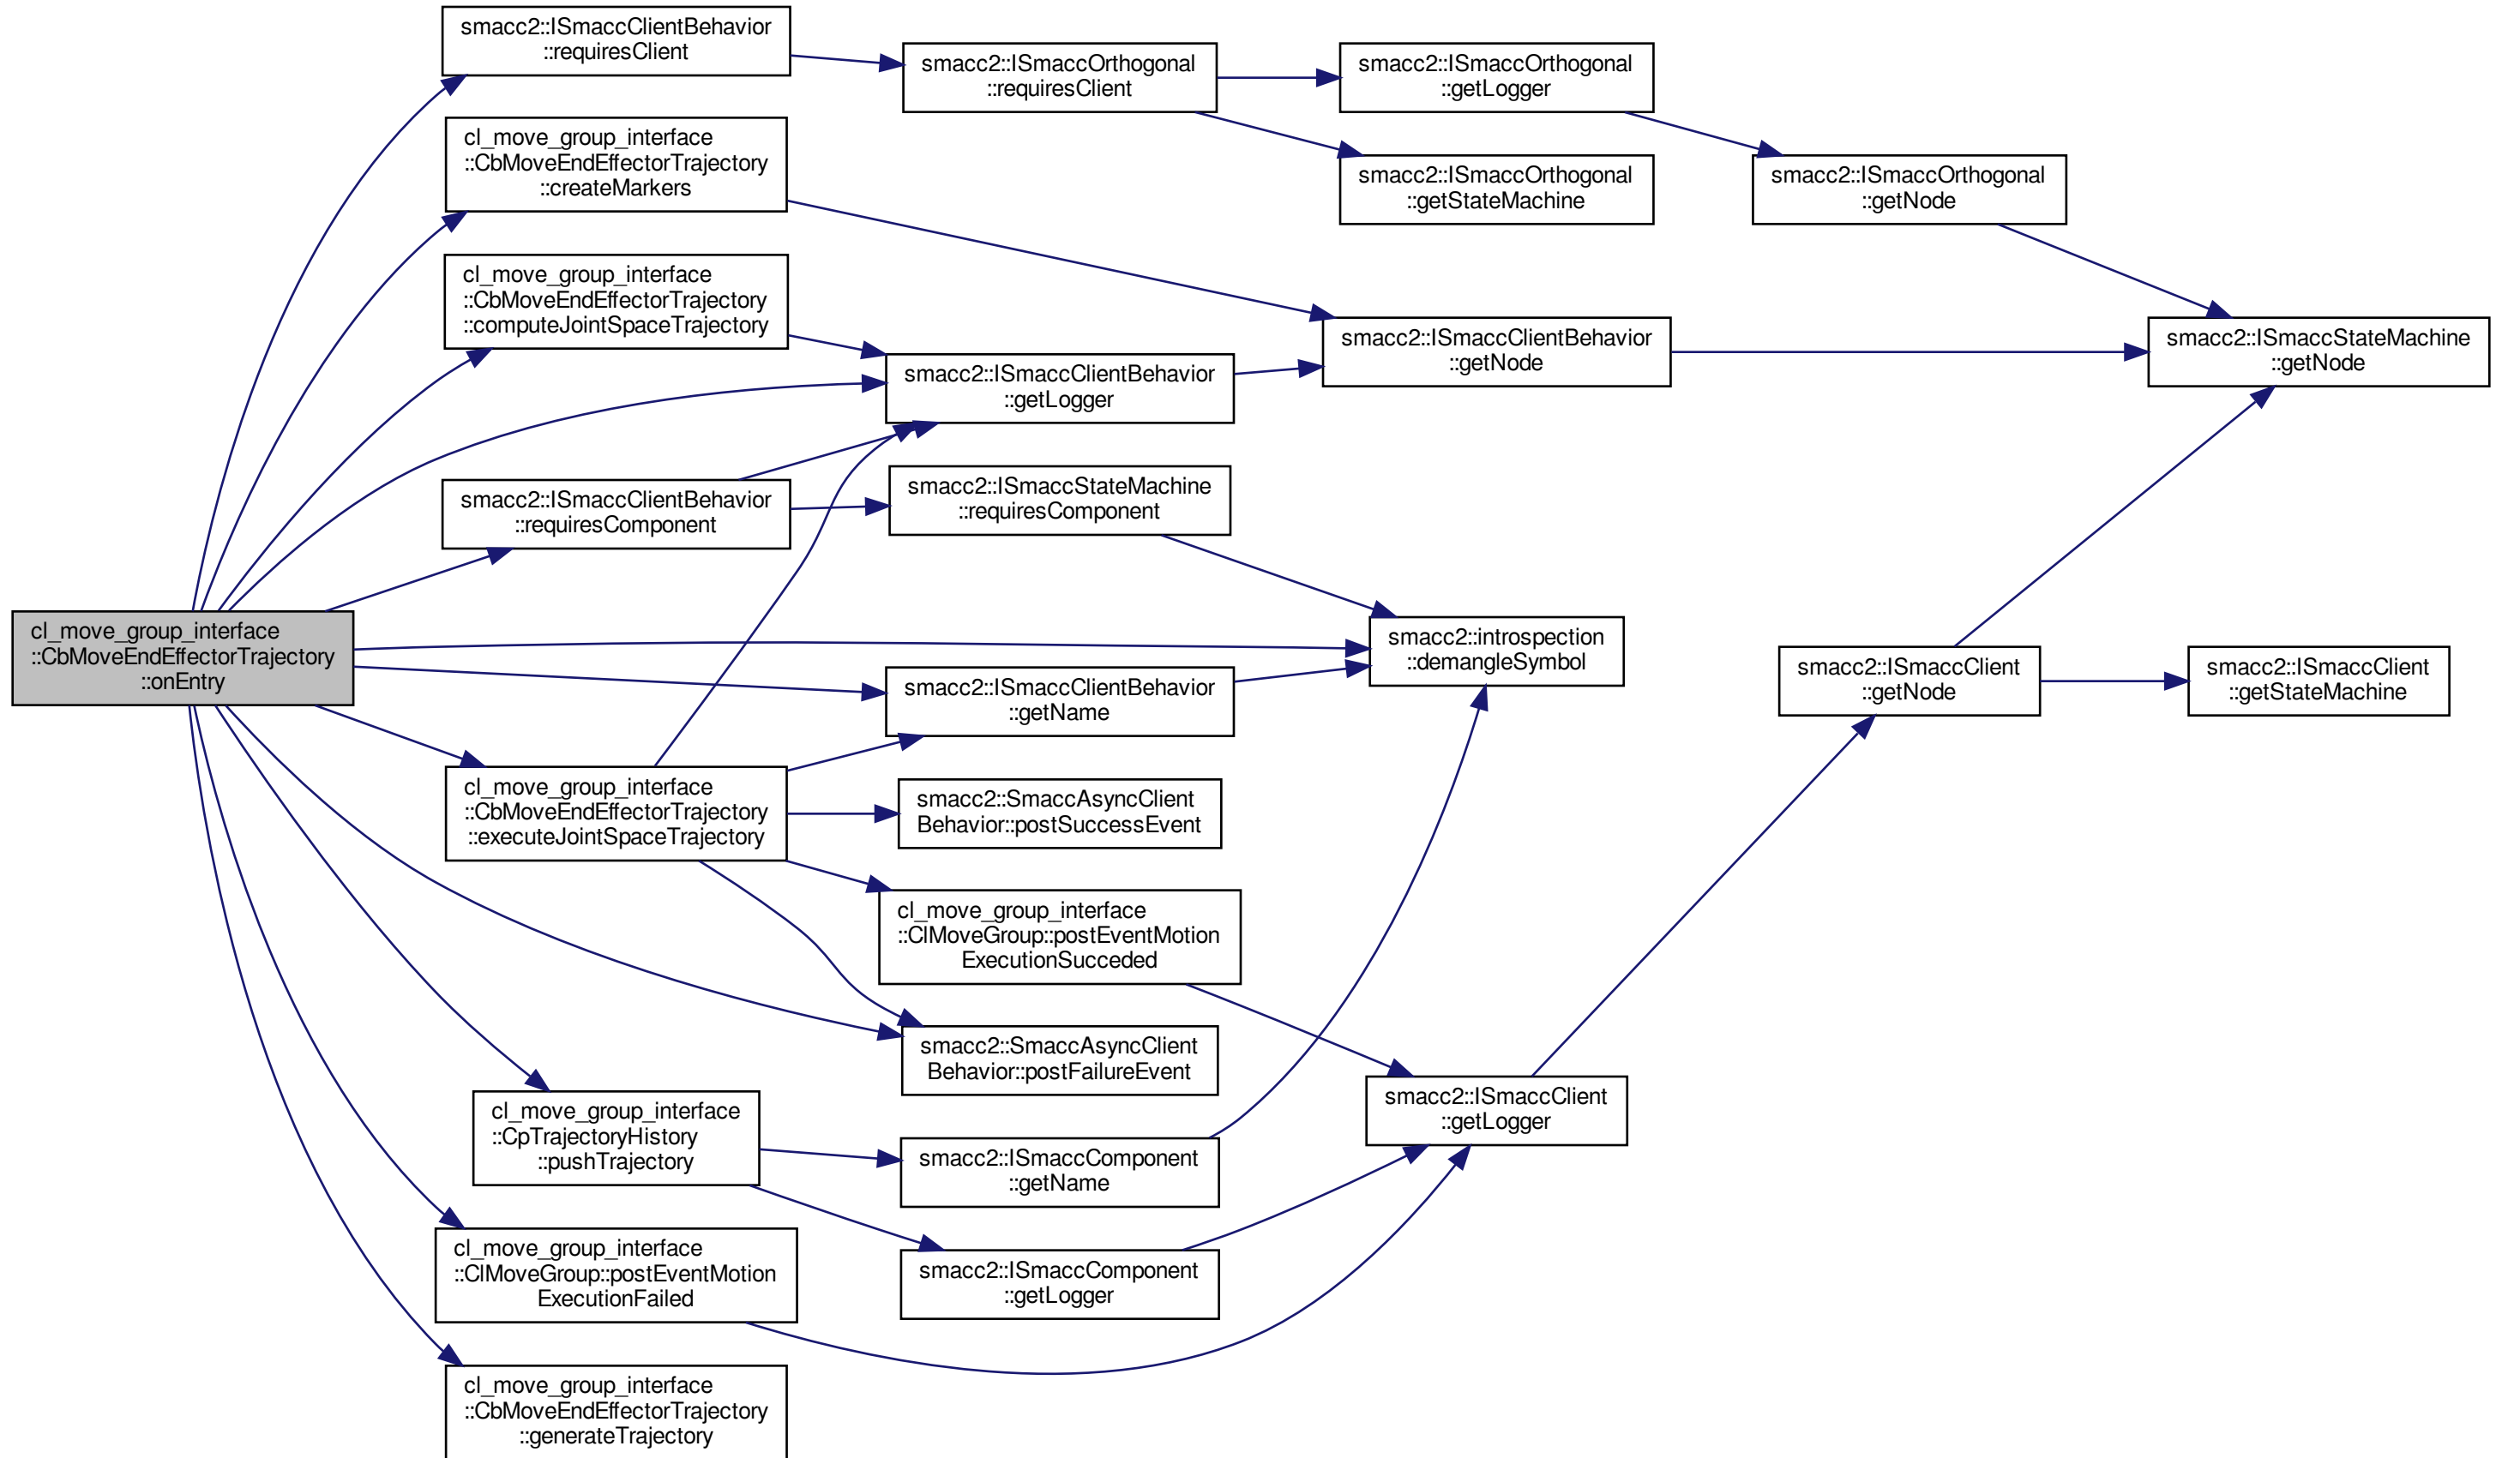 smacc2::ISmaccClientBehavior
::requiresClient
smacc2::ISmaccOrthogonal
::requiresClient
smacc2::ISmaccOrthogonal
::getLogger
cl_move_group_interface
::CbMoveEndEffectorTrajectory
::createMarkers
smacc2::ISmaccOrthogonal
::getStateMachine
smacc2::ISmaccOrthogonal
::getNode
cl_move_group_interface
::CbMoveEndEffectorTrajectory
::computeJointSpaceTrajectory
smacc2::ISmaccClientBehavior
::getLogger
smacc2::ISmaccClientBehavior
::getNode
smacc2::ISmaccStateMachine
::getNode
smacc2::ISmaccClientBehavior
::requiresComponent
smacc2::ISmaccStateMachine
::requiresComponent
cl_move_group_interface
::CbMoveEndEffectorTrajectory
::onEntry
smacc2::introspection
::demangleSymbol
smacc2::ISmaccClientBehavior
::getName
smacc2::ISmaccClient
::getNode
smacc2::ISmaccClient
::getStateMachine
cl_move_group_interface
::CbMoveEndEffectorTrajectory
::executeJointSpaceTrajectory
smacc2::SmaccAsyncClient
Behavior::postSuccessEvent
cl_move_group_interface
::ClMoveGroup::postEventMotion
ExecutionSucceded
smacc2::SmaccAsyncClient
Behavior::postFailureEvent
cl_move_group_interface
::CpTrajectoryHistory
::pushTrajectory
smacc2::ISmaccComponent
::getName
smacc2::ISmaccClient
::getLogger
cl_move_group_interface
::ClMoveGroup::postEventMotion
ExecutionFailed
smacc2::ISmaccComponent
::getLogger
cl_move_group_interface
::CbMoveEndEffectorTrajectory
::generateTrajectory